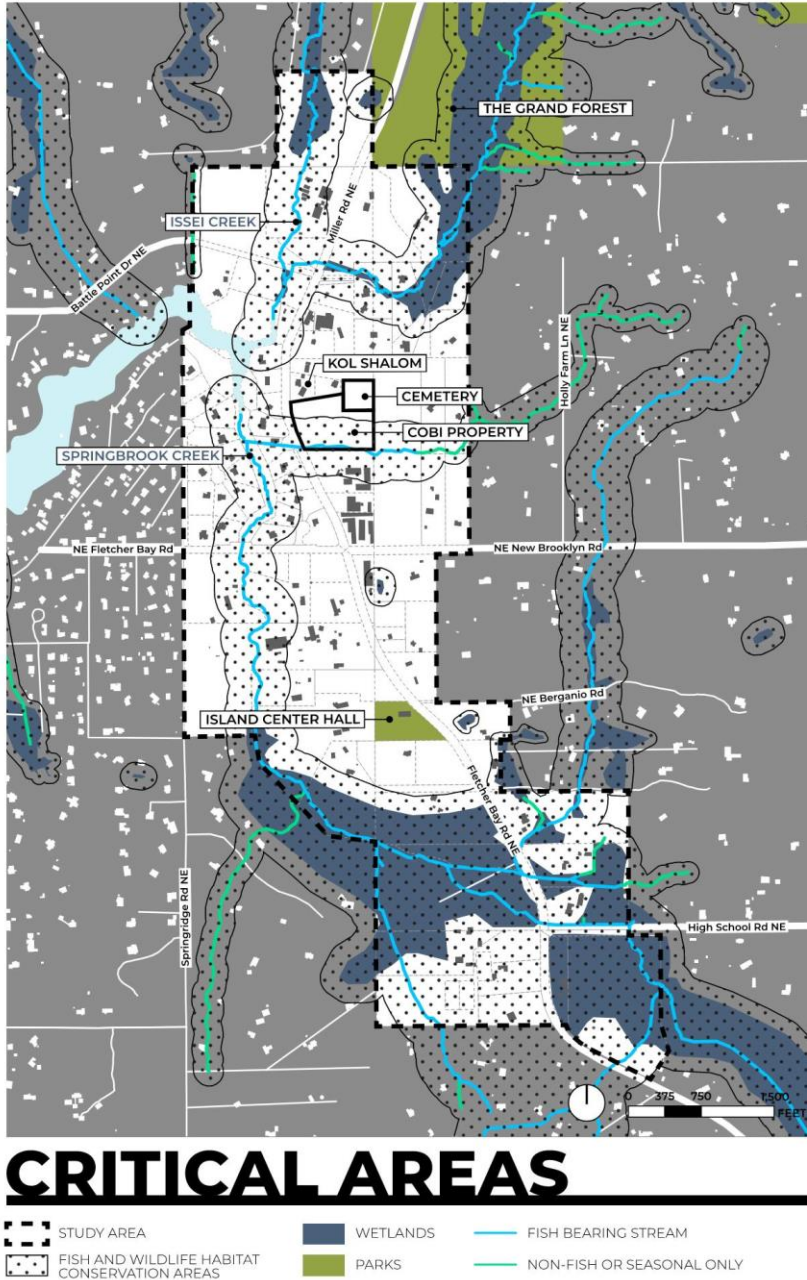 THE GRAND FOREST
ISSEI CREEK
Miller Rd NE
Battle Point Dr NE
KOL SHALOM
Holly Farm Ln NE
CEMETERY
COBI PROPERTY
SPRINGBROOK CREEK
NE Fletcher Bay Rd
NE New Brooklyn Rd
NE Berganio Rd
ISLAND CENTER HALL
Fletcher Bay Rd NE
Springridge Rd NE
High School Rd NE
0 375 750 1,500
FEET
CRITICAL AREAS
STUDY AREA
WETLANDS
FISH BEARING STREAM
FISH AND WILDLIFE HABITAT
CONSERVATION AREAS
PARKS
NON-FISH OR SEASONAL ONLY